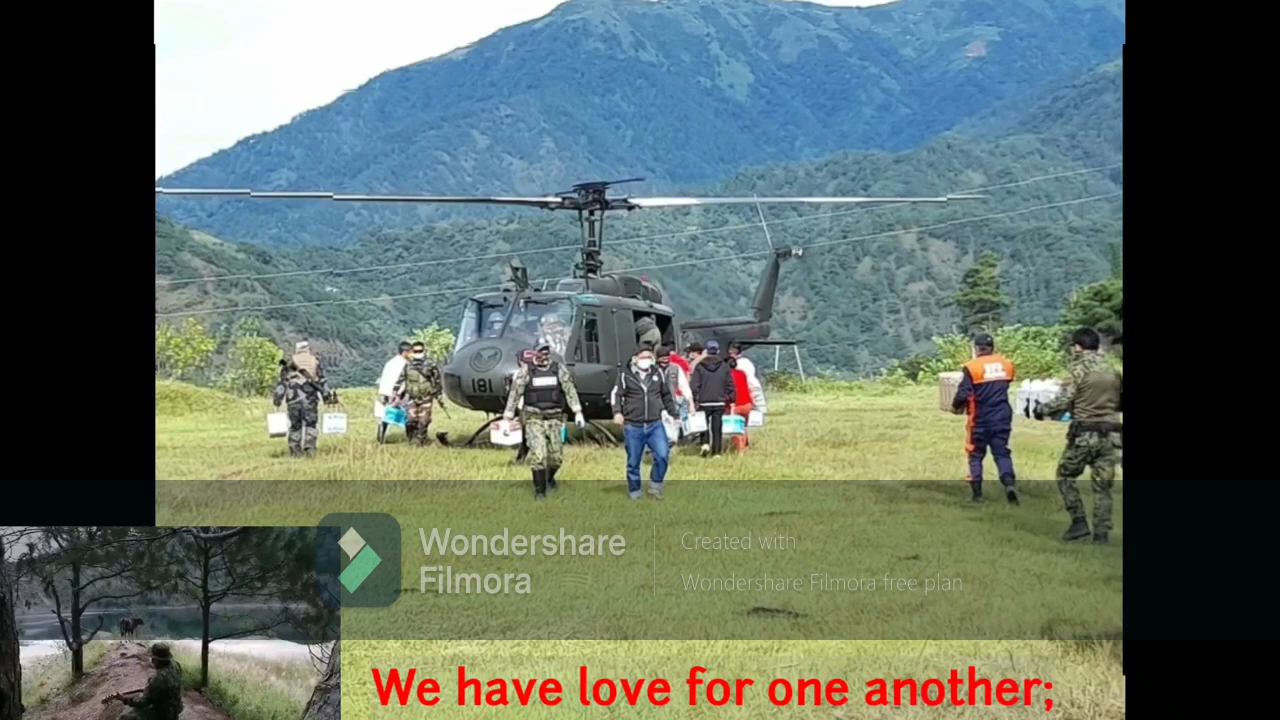 181
Wondershare
Filmora
Created with
Wondershare Filmora free plan
We have love for one another;